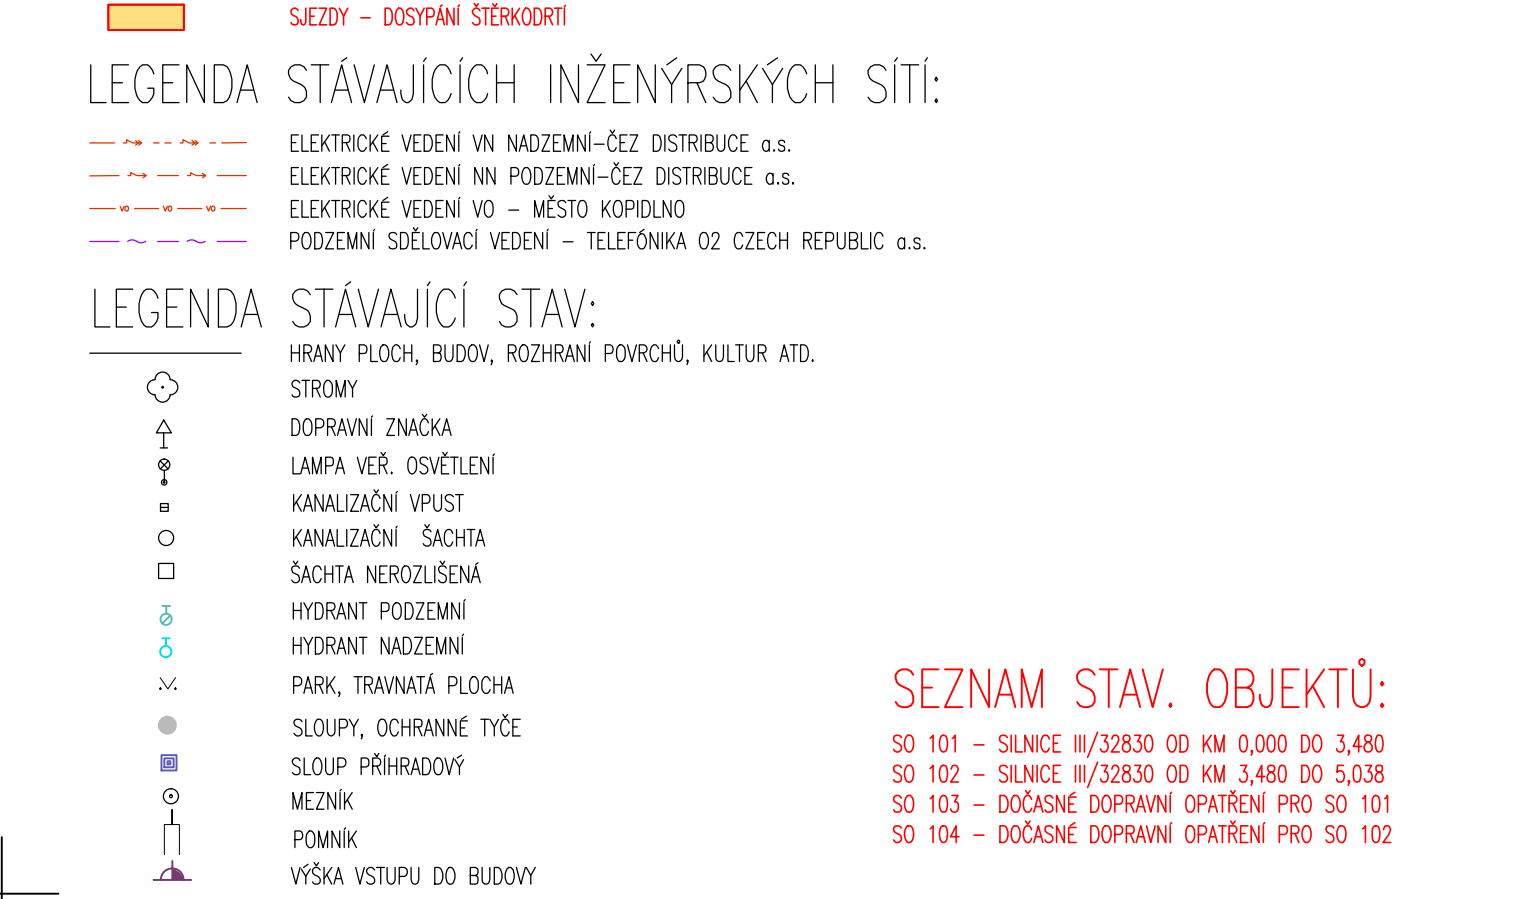 SJEZDY – DOSYPÁNÍ ŠTĚRKODRTÍ
LEGENDA STÁVAJÍCÍCH INŽENÝRSKÝCH SÍTÍ:
ELEKTRICKÉ VEDENÍ VN NADZEMNÍ–ČEZ DISTRIBUCE a.s.
ELEKTRICKÉ VEDENÍ NN PODZEMNÍ–ČEZ DISTRIBUCE a.s.
VO VO VO ELEKTRICKÉ VEDENÍ VO – MĚSTO KOPIDLNO
PODZEMNÍ SDĚLOVACÍ VEDENÍ – TELEFÓNIKA O2 CZECH REPUBLIC a.s.
LEGENDA STÁVAJÍCÍ STAV:
HRANY PLOCH, BUDOV, ROZHRANÍ POVRCHŮ, KULTUR ATD.
STROMY
DOPRAVNÍ ZNAČKA
LAMPA VEŘ. OSVĚTLENÍ
KANALIZAČNÍ VPUST
KANALIZAČNÍ ŠACHTA
ŠACHTA NEROZLIŠENÁ
HYDRANT PODZEMNÍ
HYDRANT NADZEMNÍ
PARK, TRAVNATÁ PLOCHA
SLOUPY, OCHRANNÉ TYČE
SLOUP PŘÍHRADOVÝ
MEZNÍK
POMNÍK
VÝŠKA VSTUPU DO BUDOVY
SEZNAM STAV. OBJEKTŮ:
SO 101 – SILNICE III/32830 OD KM 0,000 DO 3,480
SO 102 – SILNICE III/32830 OD KM 3,480 DO 5,038
SO 103 – DOČASNÉ DOPRAVNÍ OPATŘENÍ PRO SO 101
SO 104 – DOČASNÉ DOPRAVNÍ OPATŘENÍ PRO SO 102